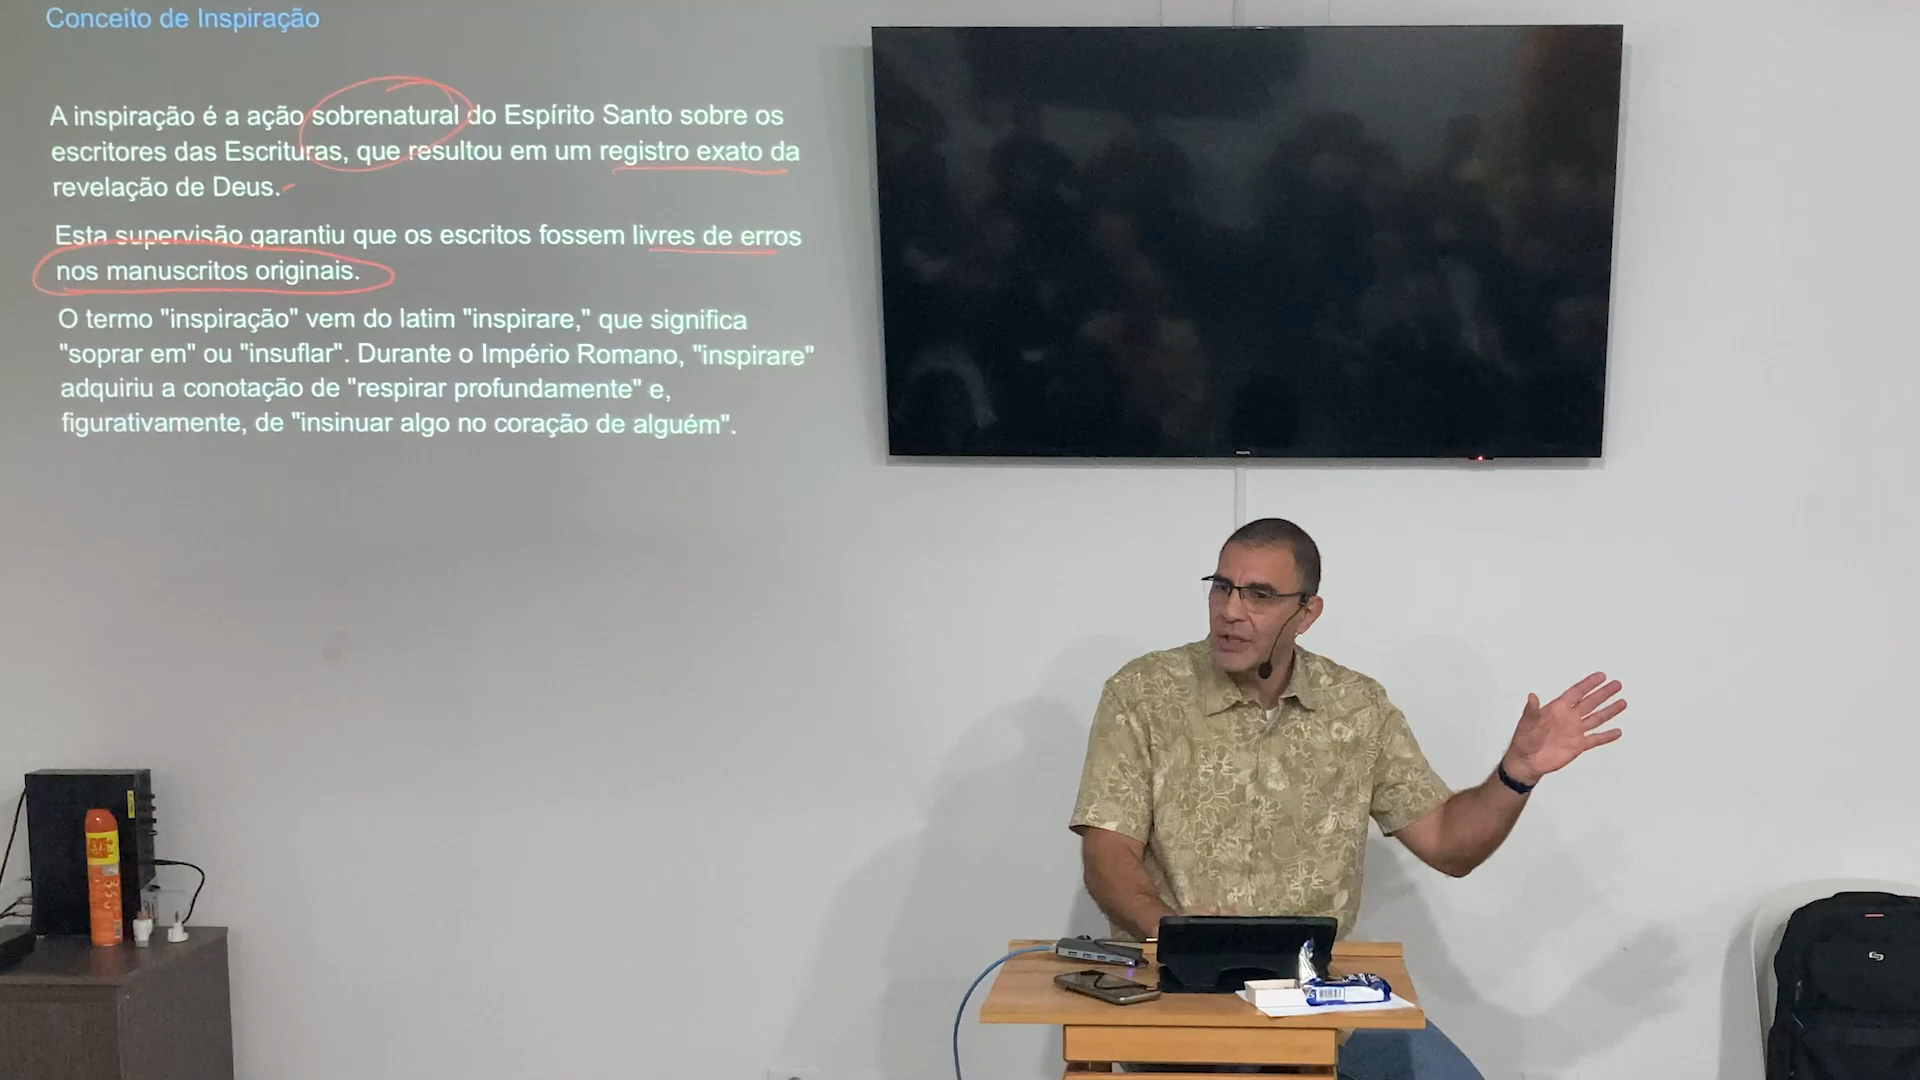 Conceito de Inspiração
A inspiração é a ação sobrenatural do Espírito Santo sobre os
escritores das Escrituras, que resultou em um registro exato da
revelação de Deus.
Esta supervisão garantiu que os escritos fossem livres de erros
nos manuscritos originais.
O termo "inspiração" vem do latim "inspirare," que significa
"soprar em" ou "insuflar". Durante o Império Romano, "inspirare"
adquiriu a conotação de "respirar profundamente" e,
figurativamente, de "insinuar algo no coração de alguém".
PHILIPS
350